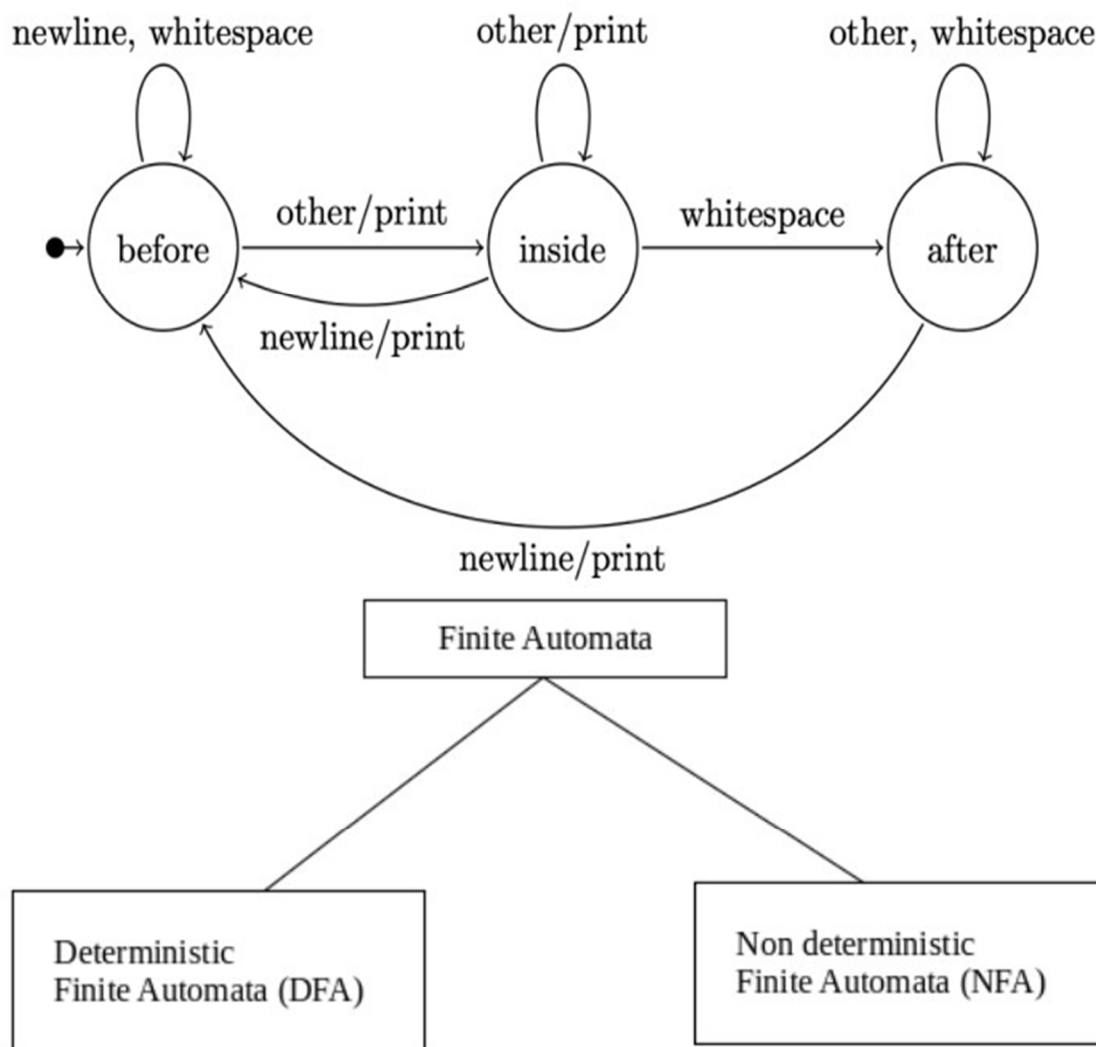 newline, whitespace
other/print
other, whitespace
other/print
whitespace
before
inside
after
newline/print
newline/print
Finite Automata
Deterministic
Finite Automata (DFA)
Non deterministic
Finite Automata (NFA)